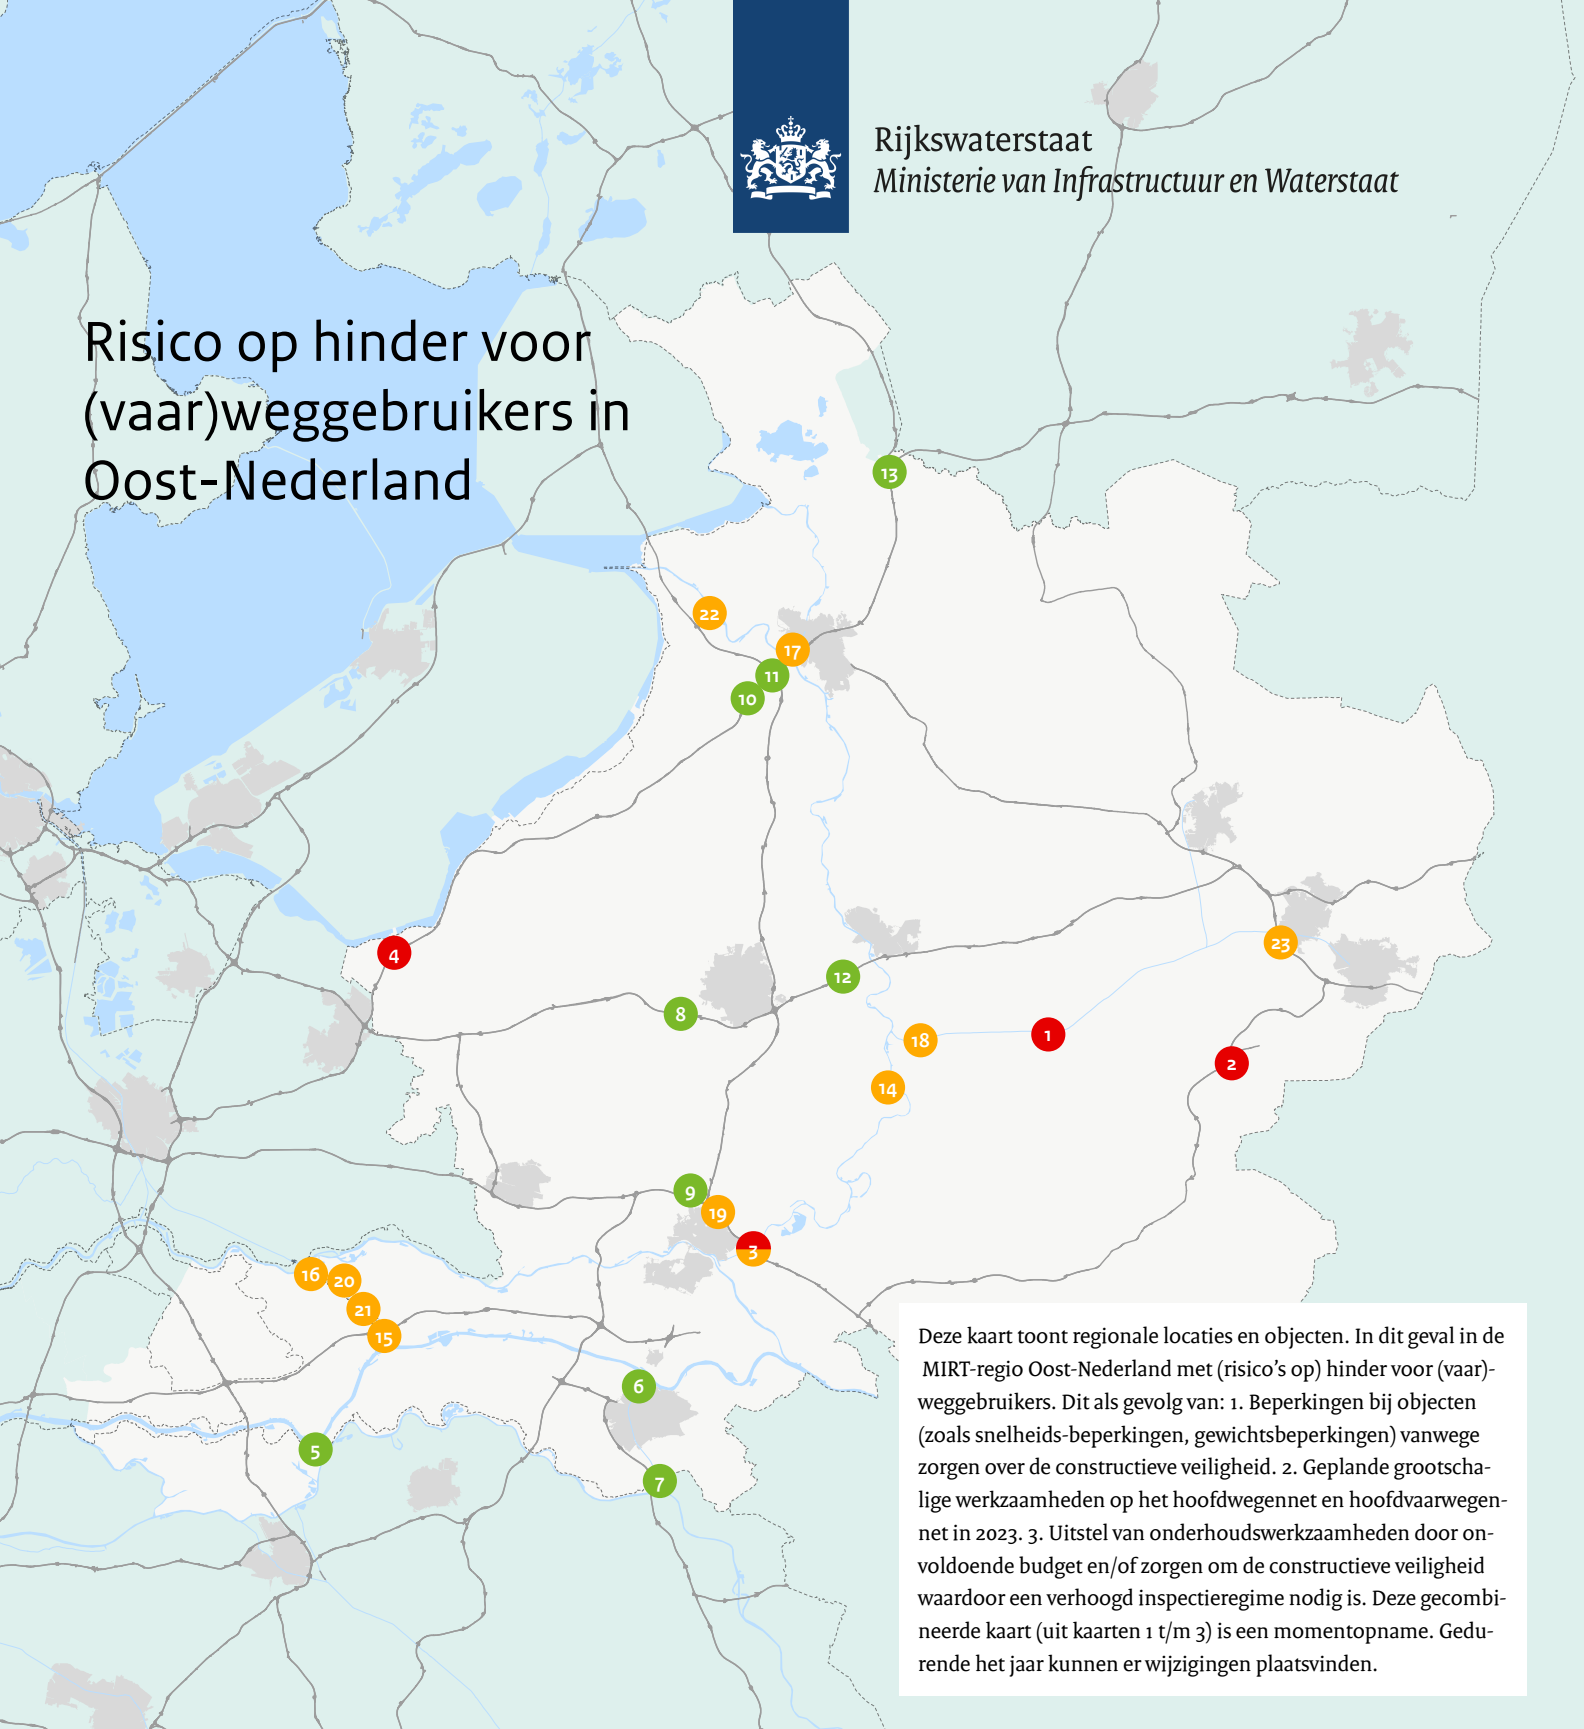 Rijkswaterstaat
Ministerie van Infrastructuur en Waterstaat
Risico op hinder voor
(vaar)weggebruikers in
Oost-Nederland
13
22
17
11
10
4
23
12
8
18
1
2
14
9
19
3
16
20
21
15
6
5
7
Deze kaart toont regionale locaties en objecten. In dit geval in de
MIRT-regio Oost-Nederland met (risico's op) hinder voor (vaar)-
weggebruikers. Dit als gevolg van: 1. Beperkingen bij objecten
(zoals snelheids-beperkingen, gewichtsbeperkingen) vanwege
zorgen over de constructieve veiligheid. 2. Geplande grootscha-
lige werkzaamheden op het hoofdwegennet en hoofdvaarwegen-
net in 2023. 3. Uitstel van onderhoudswerkzaamheden door on-
voldoende budget en/of zorgen om de constructieve veiligheid
waardoor een verhoogd inspectieregime nodig is. Deze gecombi-
neerde kaart (uit kaarten 1 t/m 3) is een momentopname. Gedu-
rende het jaar kunnen er wijzigingen plaatsvinden.